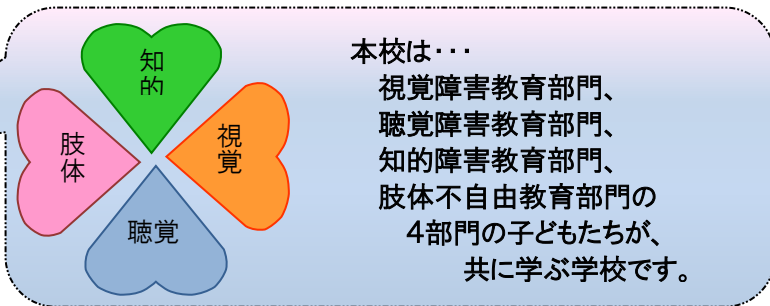 知的
肢体
視覚
聴覚
本校は･･･
視覚障害教育部門、
聴覚障害教育部門、
知的障害教育部門、
肢体不自由教育部門の
４部門の子どもたちが、
共に学ぶ学校です。